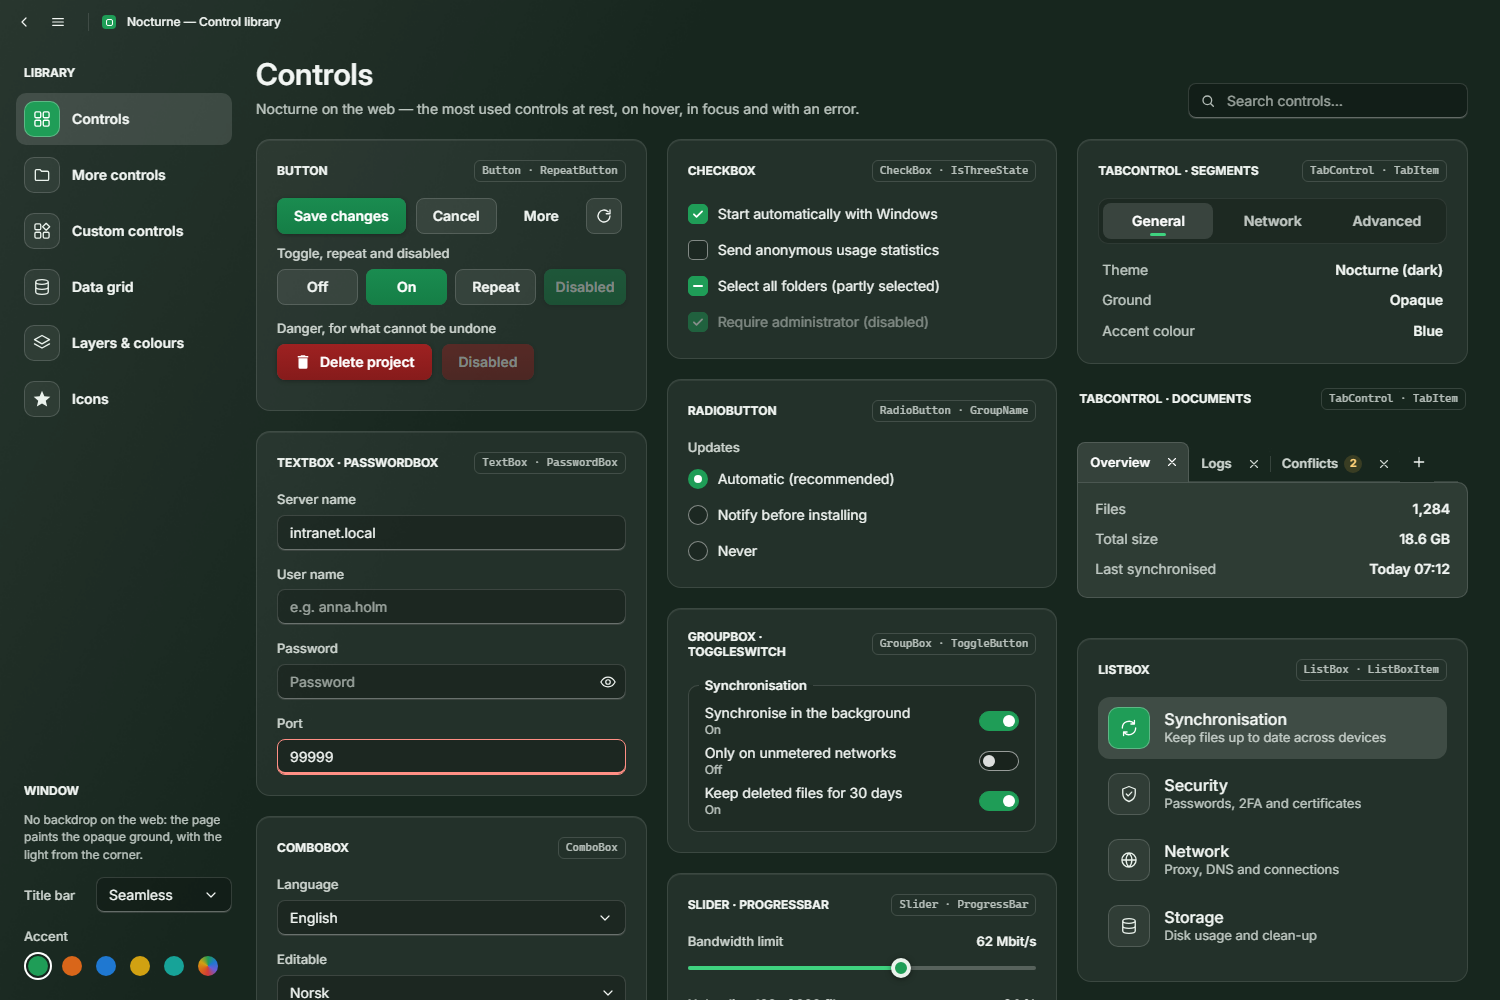 Nocturne — Control library
LIBRARY
Controls
More controls
Custom controls
Data grid
Layers & colours
Icons
WINDOW
No backdrop on the web: the page
paints the opaque ground, with the
light from the corner.
Title bar
Seamless
Accent
Controls
Nocturne on the web — the most used controls at rest, on hover, in focus and with an error.
Search controls...
BUTTON
Button · RepeatButton
Save changes
Cancel
More
Toggle, repeat and disabled
Off
On
Repeat
Disabled
Danger, for what cannot be undone
Delete project
Disabled
TEXTBOX · PASSWORDBOX
TextBox · PasswordBox
Server name
intranet.local
User name
e.g. anna.holm
Password
Password
Port
99999
COMBOBOX
ComboBox
Language
English
Editable
Norsk
CHECKBOX
CheckBox · IsThreeState
Start automatically with Windows
Send anonymous usage statistics
Select all folders (partly selected)
Require administrator (disabled)
RADIOBUTTON
RadioButton · GroupName
Updates
Automatic (recommended)
Notify before installing
Never
GROUPBOX ·
TOGGLESWITCH
GroupBox · ToggleButton
Synchronisation
Synchronise in the background
On
Only on unmetered networks
Off
Keep deleted files for 30 days
On
SLIDER · PROGRESSBAR
Slider · ProgressBar
Bandwidth limit
62 Mbit/s
TABCONTROL · SEGMENTS
TabControl · TabItem
General
Network
Advanced
Theme
Nocturne (dark)
Ground
Opaque
Accent colour
Blue
TABCONTROL · DOCUMENTS
TabControl · TabItem
Overview
Logs
Conflicts
2
Files
1,284
Total size
18.6 GB
Last synchronised
Today 07:12
LISTBOX
ListBox · ListBoxItem
Synchronisation
Keep files up to date across devices
Security
Passwords, 2FA and certificates
Network
Proxy, DNS and connections
Storage
Disk usage and clean-up